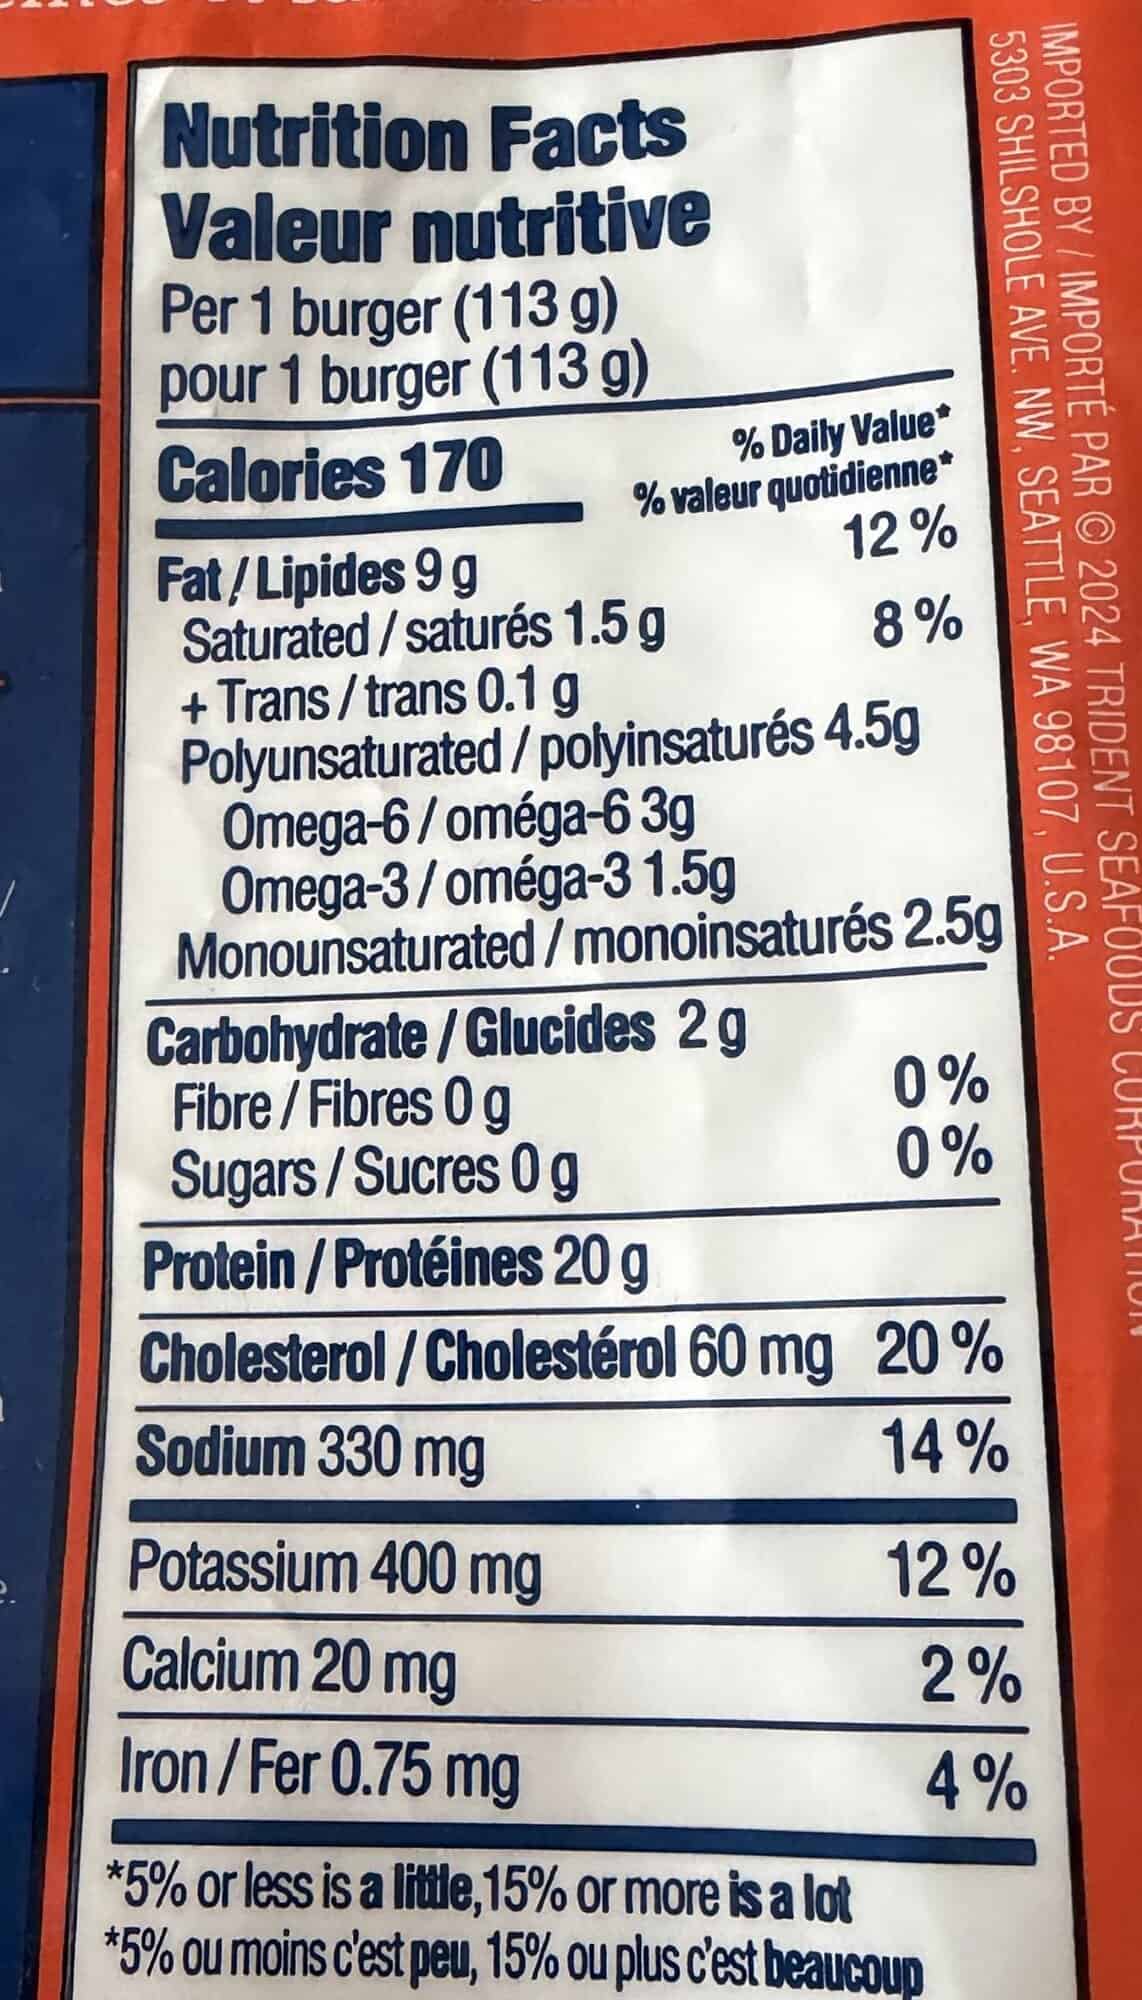 Nutrition Facts
Valeur nutritive
Per 1 burger (113 g)
pour 1 burger (113 g)
Calories 170
% Daily Value*
% valeur quotidienne*
Fat / Lipides 9 g 12 %
Saturated / saturés 1.5 g 8 %
+ Trans / trans 0.1 g
Polyunsaturated / polyinsaturés 4.5g
Omega-6 / oméga-6 3g
Omega-3 / oméga-3 1.5g
Monounsaturated / monoinsaturés 2.5g
Carbohydrate / Glucides 2 g
Fibre / Fibres 0 g 0 %
Sugars / Sucres 0 g 0 %
Protein / Protéines 20 g
Cholesterol / Cholestérol 60 mg 20 %
Sodium 330 mg 14 %
Potassium 400 mg 12 %
Calcium 20 mg 2 %
Iron / Fer 0.75 mg 4 %
*5% or less is a little, 15% or more is a lot
*5% ou moins c'est peu, 15% ou plus c'est beaucoup
IMPORTED BY / IMPORTÉ PAR © 2024 TRIDENT SEAFOODS CORPORATION
5303 SHILSHOLE AVE. NW, SEATTLE, WA 98107, U.S.A.